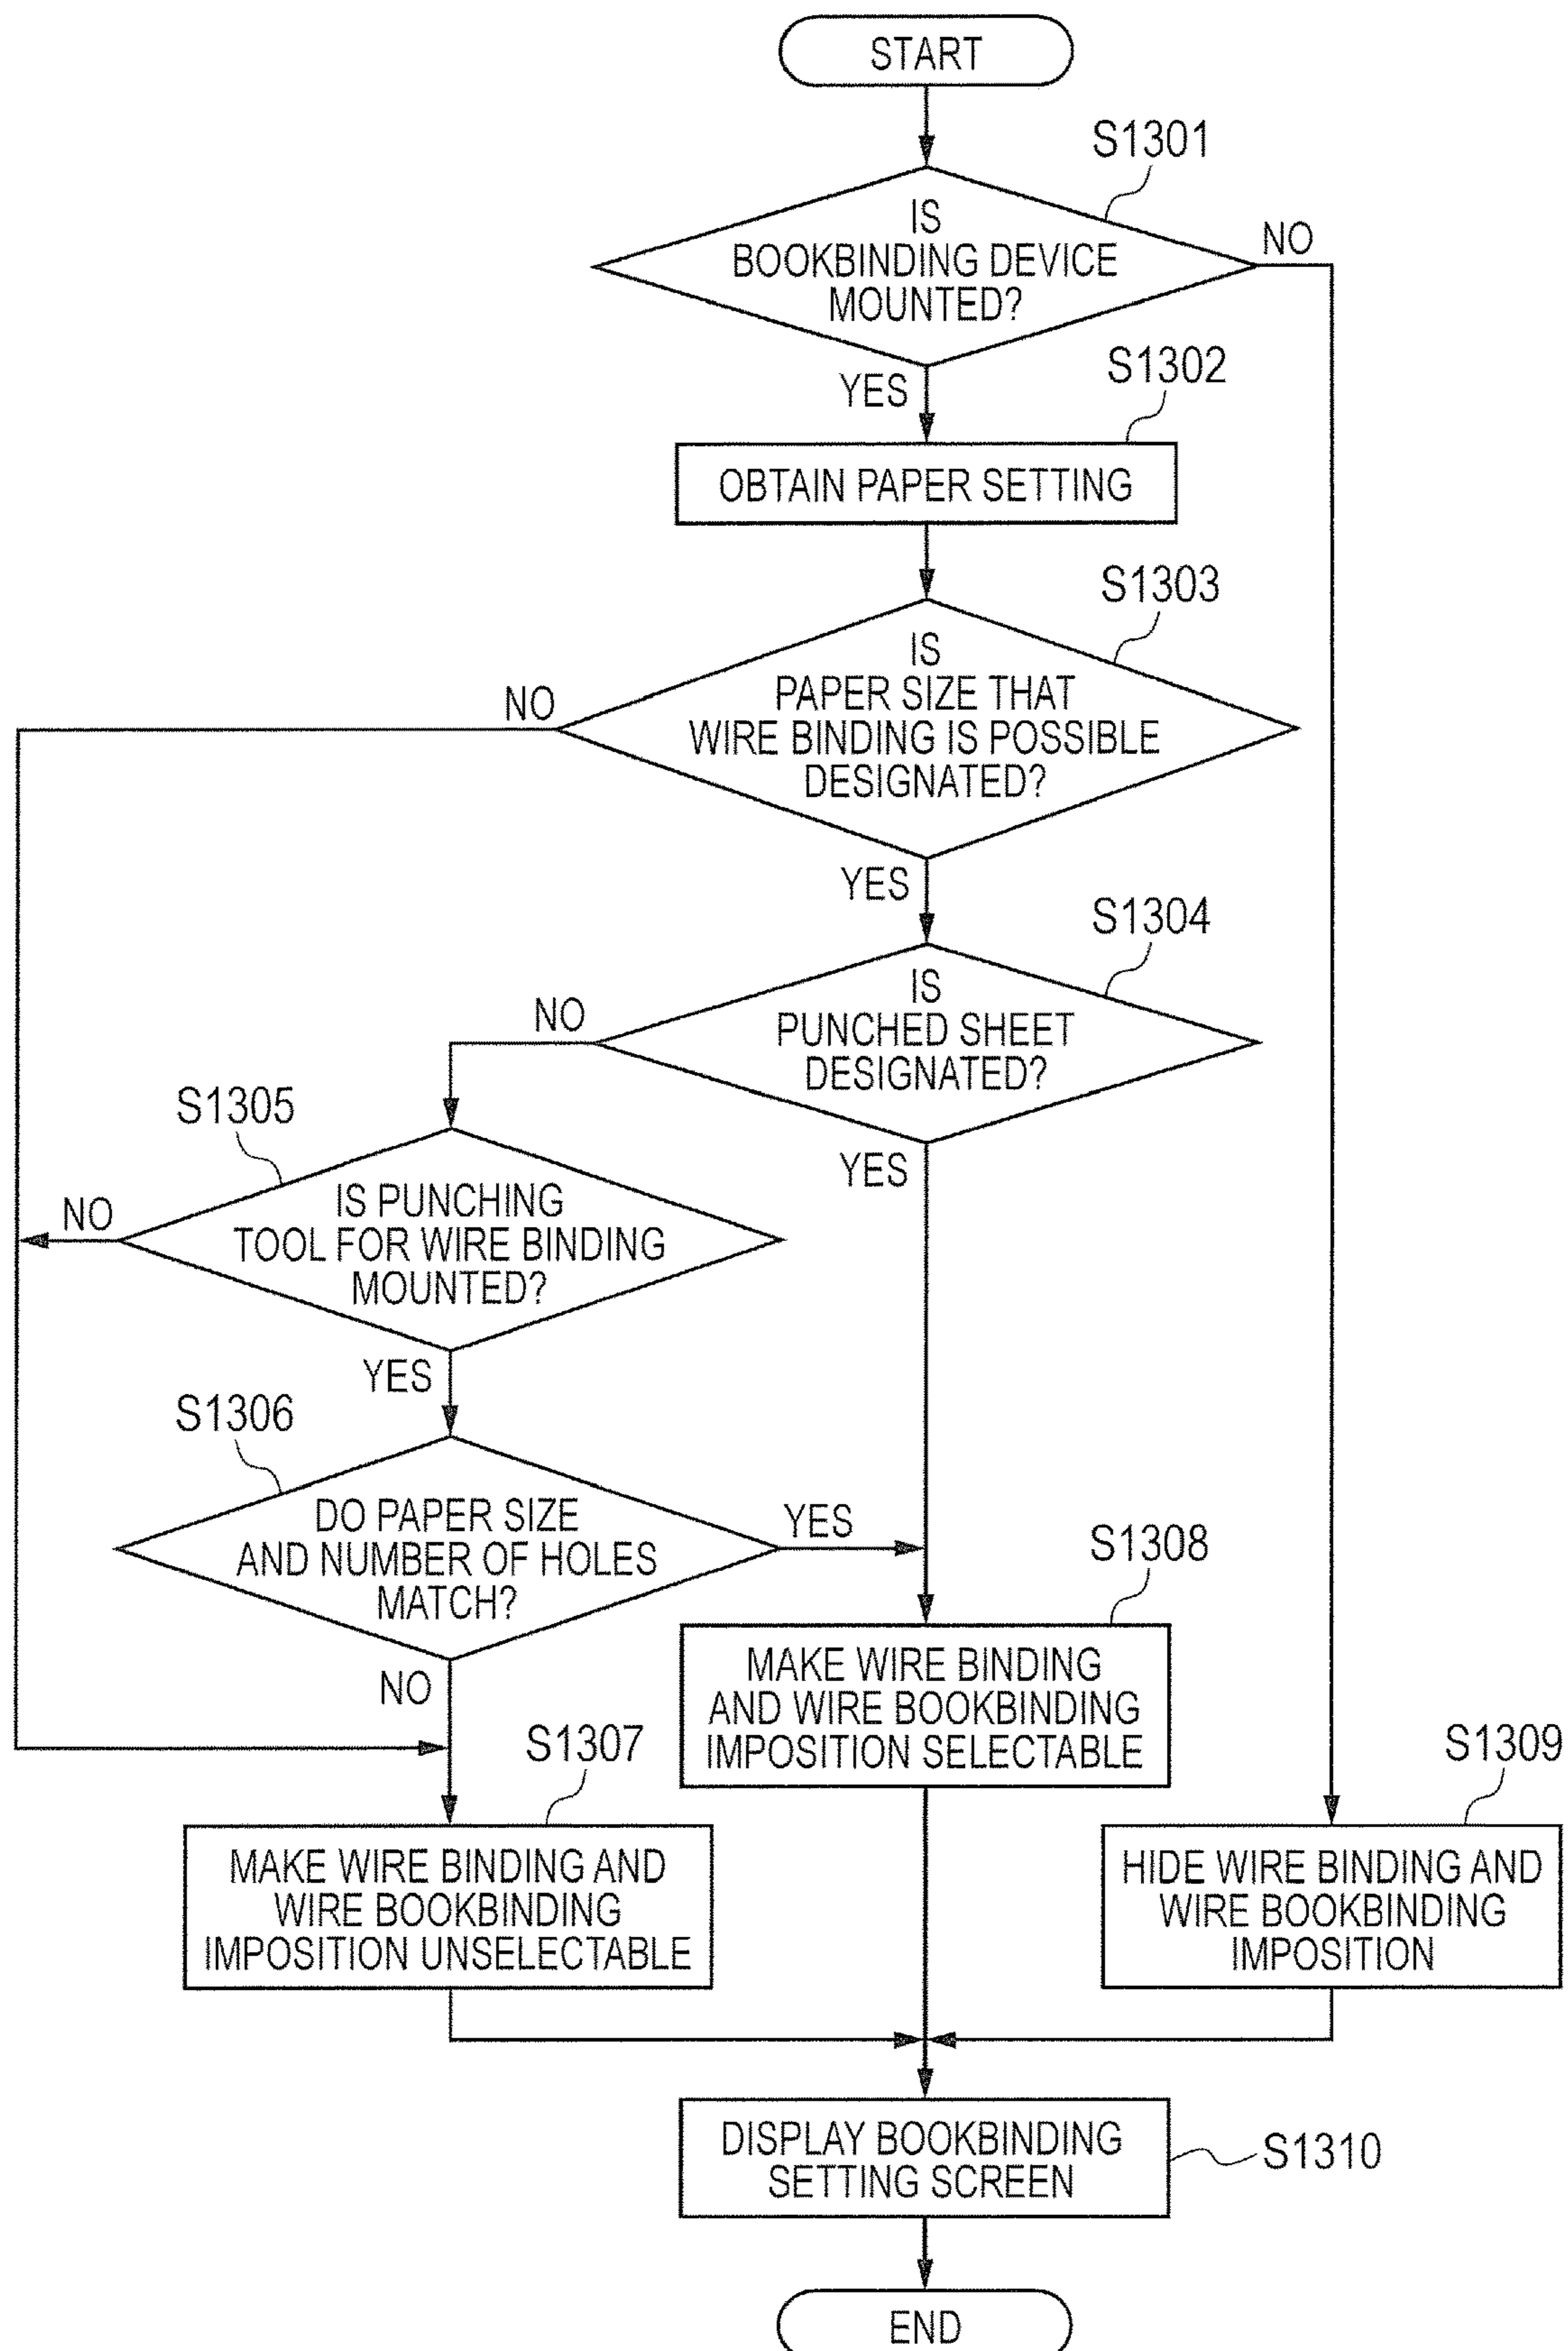 START
S1301
IS
BOOKBINDING DEVICE
MOUNTED?
NO
YES
S1302
OBTAIN PAPER SETTING
S1303
IS
PAPER SIZE THAT
WIRE BINDING IS POSSIBLE
DESIGNATED?
NO
YES
S1304
IS
PUNCHED SHEET
DESIGNATED?
NO
YES
S1305
IS PUNCHING
TOOL FOR WIRE BINDING
MOUNTED?
NO
YES
S1306
DO PAPER SIZE
AND NUMBER OF HOLES
MATCH?
YES
NO
S1308
MAKE WIRE BINDING
AND WIRE BOOKBINDING
IMPOSITION SELECTABLE
S1307
MAKE WIRE BINDING AND
WIRE BOOKBINDING
IMPOSITION UNSELECTABLE
S1309
HIDE WIRE BINDING AND
WIRE BOOKBINDING
IMPOSITION
DISPLAY BOOKBINDING
SETTING SCREEN
S1310
END